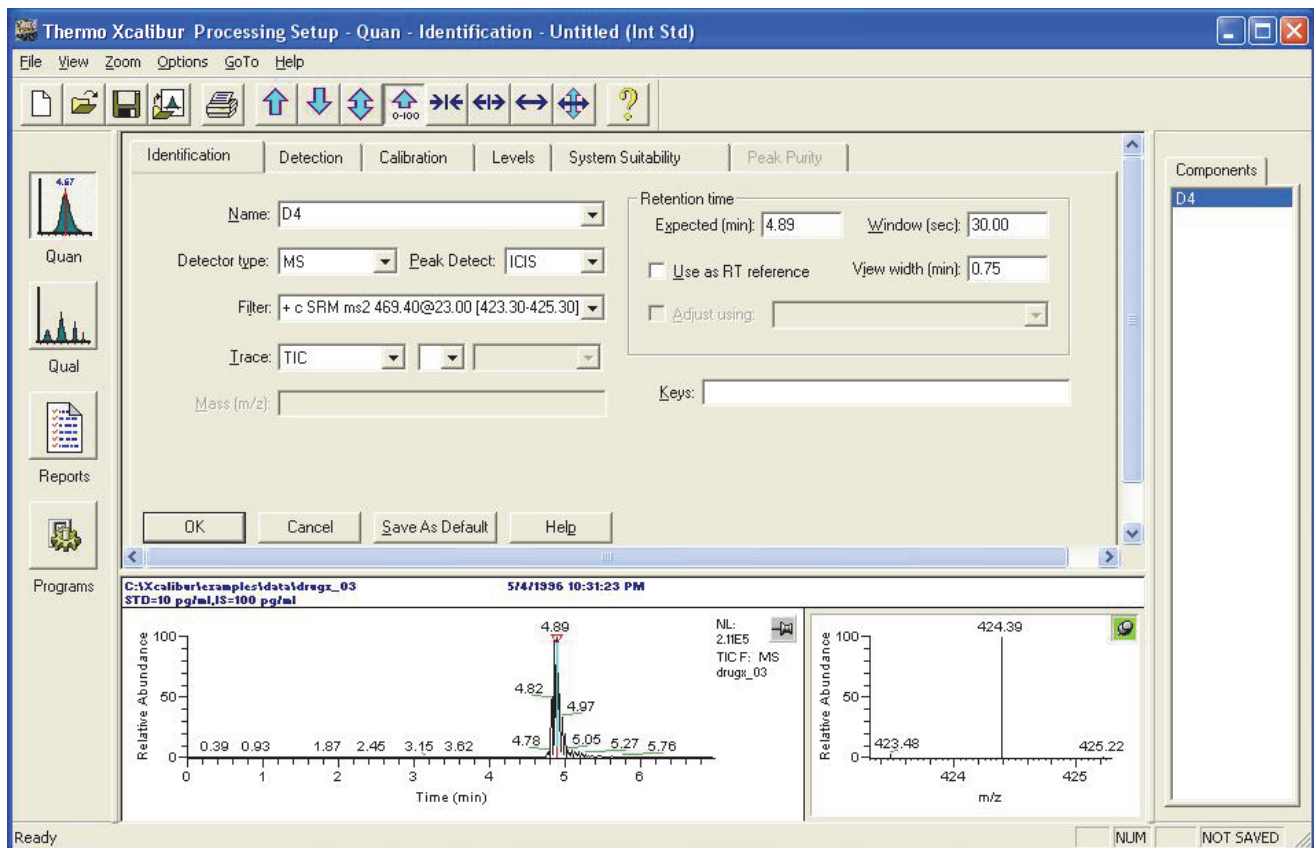 Thermo Xcalibur Processing Setup - Quan - Identification - Untitled (Int Std)
File View Zoom Options GoTo Help
0-100
Identification Detection Calibration Levels System Suitability Peak Purity
Components
D4
4.67
Quan
Qual
Reports
Programs
Name: D4
Detector type: MS Peak Detect: ICIS
Filter: + c SRM ms2 469.40@23.00 [423.30-425.30]
Trace: TIC
Mass (m/z):
Retention time
Expected (min): 4.89 Window (sec): 30.00
Use as RT reference View width (min): 0.75
Adjust using:
Keys:
OK Cancel Save As Default Help
C:\Xcalibur\examples\data\drugx_03 5/4/1996 10:31:23 PM
STD=10 pg/ml,IS=100 pg/ml
4.89
NL:
2.11E5
TIC F: MS
drugx_03
Relative Abundance
100
50
0
4.82
4.97
0.39 0.93 1.87 2.45 3.15 3.62 4.78 5.05 5.27 5.76
0 1 2 3 4 5 6
Time (min)
424.39
Relative Abundance
100
50
0
423.48 425.22
424 425
m/z
Ready NUM NOT SAVED